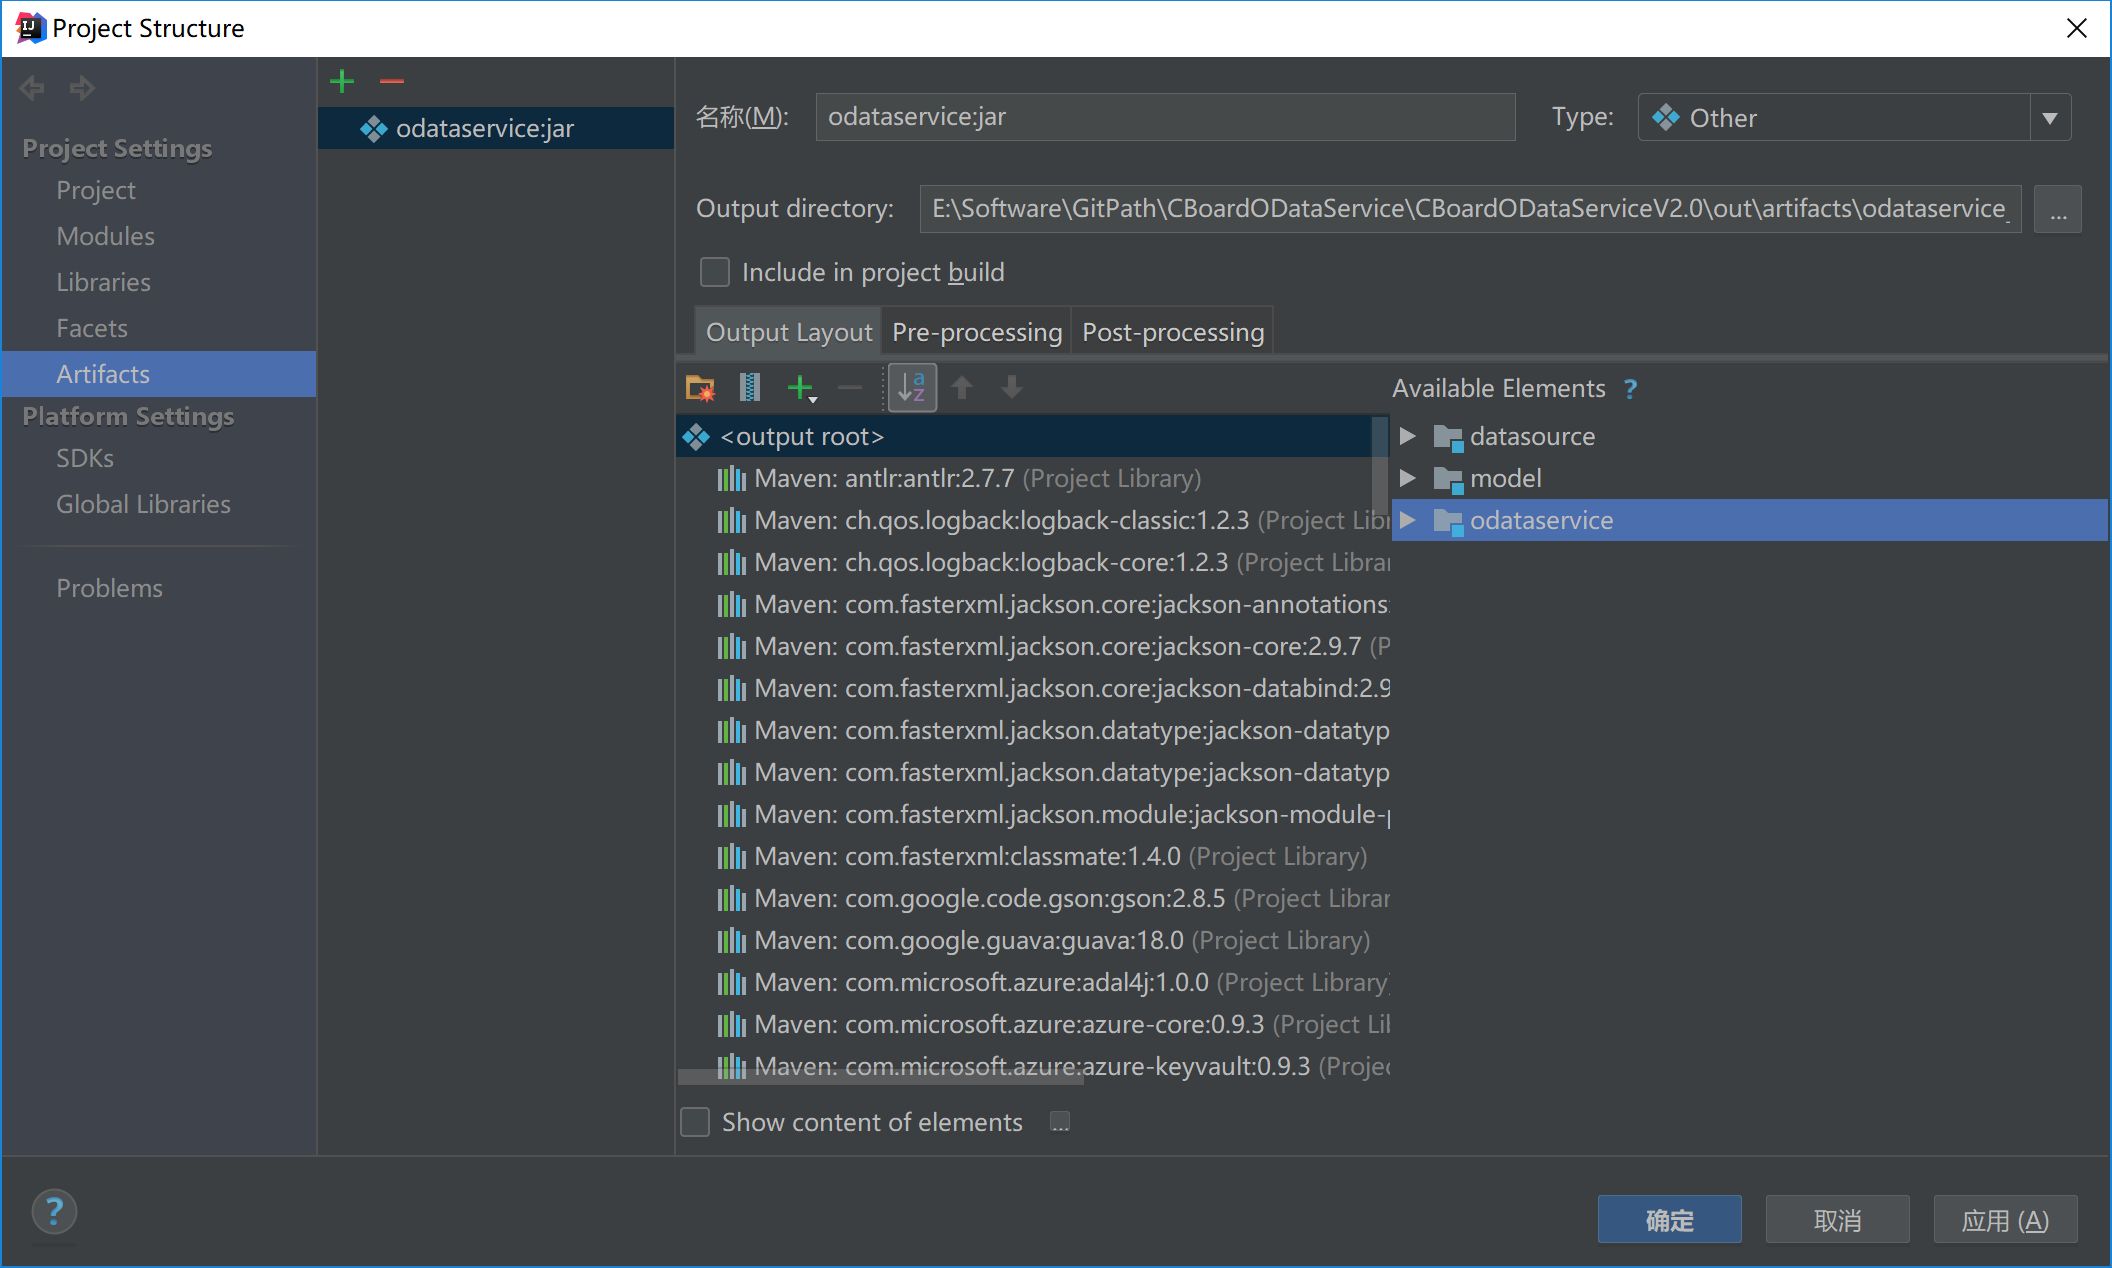 Project Structure
Project Settings
Project
Modules
Libraries
Facets
Artifacts
Platform Settings
SDKs
Global Libraries
Problems
odataservice:jar
名称(M):
odataservice:jar
Type:
Other
Output directory:
E:\Software\GitPath\CBoardODataService\CBoardODataServiceV2.0\out\artifacts\odataservice_
...
Include in project build
Output Layout
Pre-processing
Post-processing
Available Elements ?
<output root>
Maven: antlr:antlr:2.7.7 (Project Library)
Maven: ch.qos.logback:logback-classic:1.2.3 (Project Libr
Maven: ch.qos.logback:logback-core:1.2.3 (Project Librar
Maven: com.fasterxml.jackson.core:jackson-annotations:
Maven: com.fasterxml.jackson.core:jackson-core:2.9.7 (P
Maven: com.fasterxml.jackson.core:jackson-databind:2.9
Maven: com.fasterxml.jackson.datatype:jackson-datatyp
Maven: com.fasterxml.jackson.datatype:jackson-datatyp
Maven: com.fasterxml.jackson.module:jackson-module-p
Maven: com.fasterxml:classmate:1.4.0 (Project Library)
Maven: com.google.code.gson:gson:2.8.5 (Project Librar
Maven: com.google.guava:guava:18.0 (Project Library)
Maven: com.microsoft.azure:adal4j:1.0.0 (Project Library)
Maven: com.microsoft.azure:azure-core:0.9.3 (Project Lib
Maven: com.microsoft.azure:azure-keyvault:0.9.3 (Projec
datasource
model
odataservice
Show content of elements ...
?
确定
取消
应用 (A)